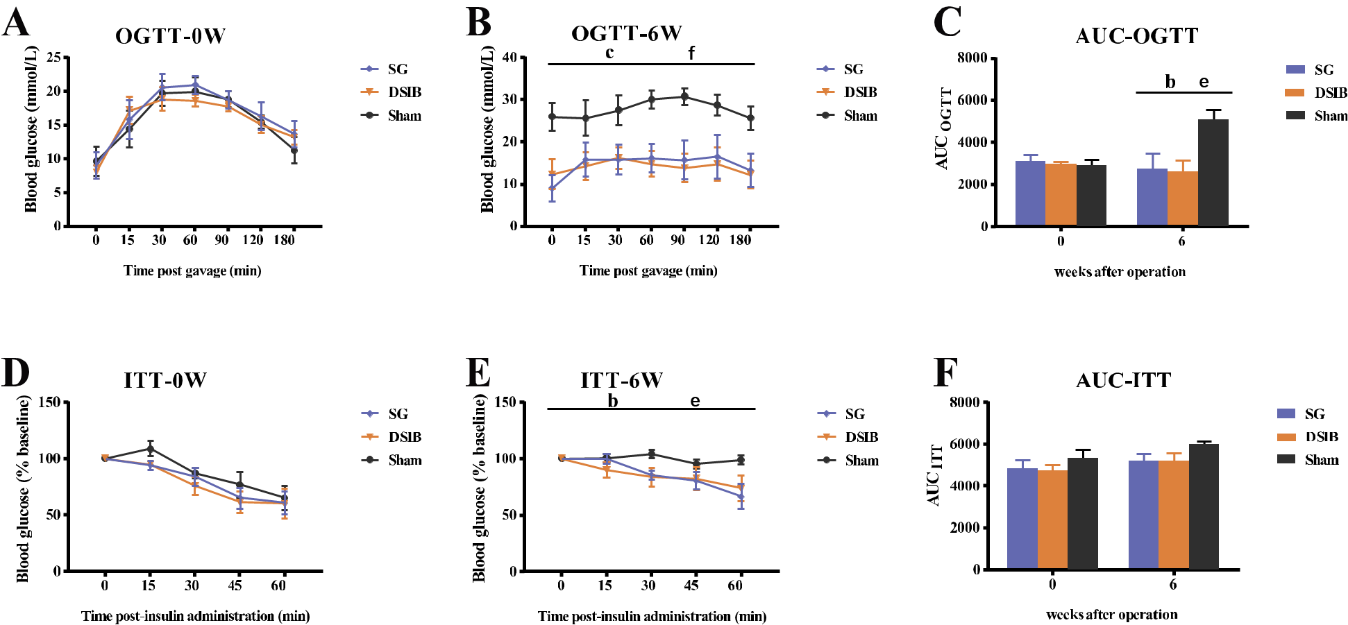 A
OGTT-0W
Blood glucose (mmol/L)
25
20
15
10
5
0
0 15 30 60 90 120 180
Time post gavage (min)
SG
DSIB
Sham
B
OGTT-6W
c f
Blood glucose (mmol/L)
40
30
20
10
0
0 15 30 60 90 120 180
Time post gavage (min)
SG
DSIB
Sham
C
AUC-OGTT
b e
AUC OGTT
8000
6000
4000
2000
0
0 6
weeks after operation
SG
DSIB
Sham
D
ITT-0W
Blood glucose (% baseline)
150
100
50
0
0 15 30 45 60
Time post-insulin administration (min)
SG
DSIB
Sham
E
ITT-6W
b e
Blood glucose (% baseline)
150
100
50
0
0 15 30 45 60
Time post-insulin administration (min)
SG
DSIB
Sham
F
AUC-ITT
AUC ITT
8000
6000
4000
2000
0
0 6
weeks after operation
SG
DSIB
Sham